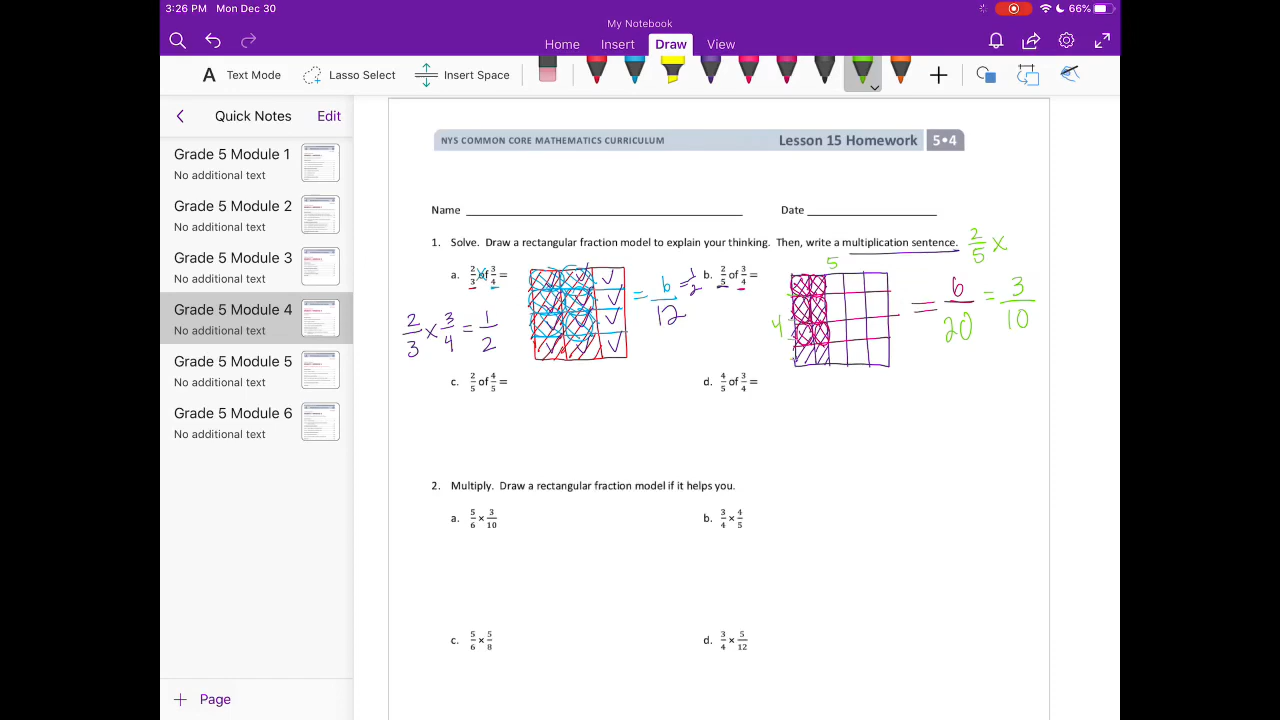 3:26 PM Mon Dec 30
66%
My Notebook
Home Insert Draw View
A Text Mode Lasso Select Insert Space
Quick Notes Edit
Grade 5 Module 1
No additional text
Grade 5 Module 2
No additional text
Grade 5 Module 3
No additional text
Grade 5 Module 4
No additional text
Grade 5 Module 5
No additional text
Grade 5 Module 6
No additional text
+ Page
NYS COMMON CORE MATHEMATICS CURRICULUM Lesson 15 Homework 5•4
Name Date
1. Solve. Draw a rectangular fraction model to explain your thinking. Then, write a multiplication sentence. 2/5 ×
a. 2/3 of 3/4 = = 6/12 = 1/2
2/3 × 3/4 = 2
b. 2/5 of 3/4 = 5 4 = 6/20 = 3/10
c. 2/5 of 4/5 =
d. 4/5 of 3/4 =
2. Multiply. Draw a rectangular fraction model if it helps you.
a. 5/6 × 3/10
b. 3/4 × 4/5
c. 5/6 × 5/8
d. 3/4 × 5/12